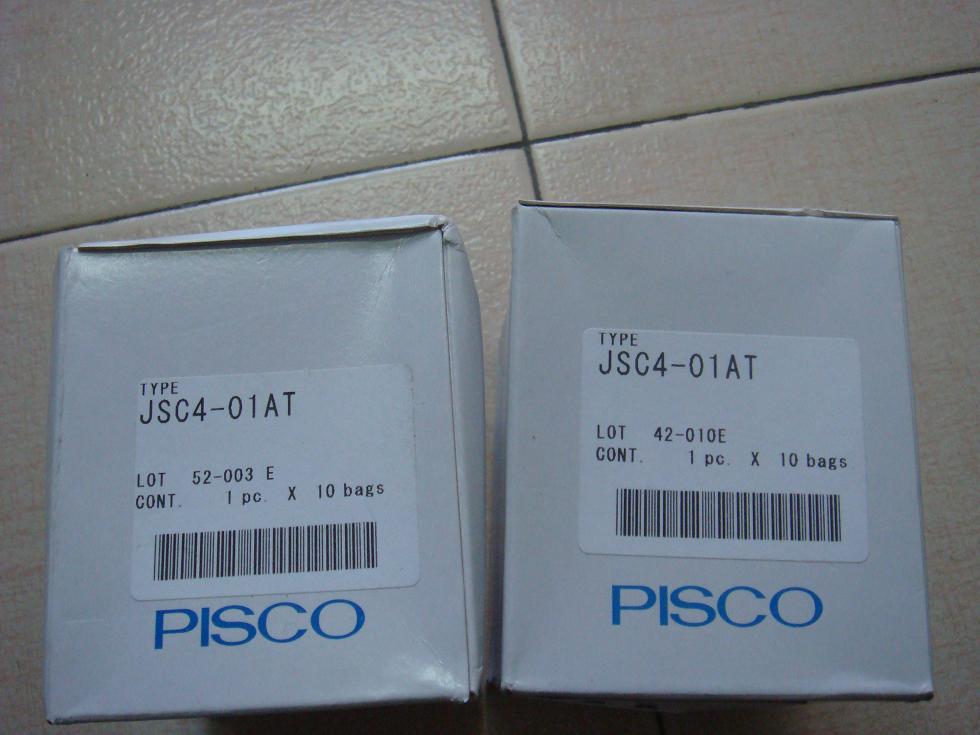 TYPE
JSC4-01AT
LOT 52-003 E
CONT. 1 pc. X 10 bags
PISCO
TYPE
JSC4-01AT
LOT 42-010E
CONT. 1 pc. X 10 bags
PISCO